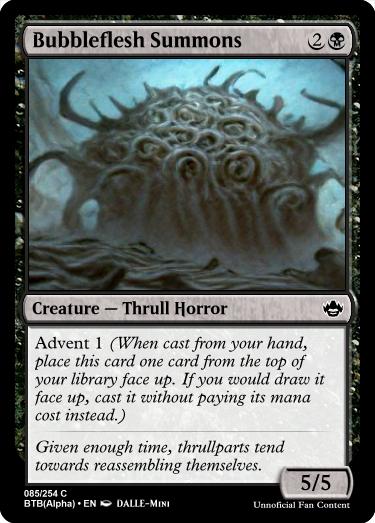 Bubbleflesh Summons 2
Creature — Thrull Horror
Advent 1 (When cast from your hand,
place this card one card from the top of
your library face up. If you would draw it
face up, cast it without paying its mana
cost instead.)
Given enough time, thrullparts tend
towards reassembling themselves.
5/5
085/254 C
BTB(Alpha) • EN DALLE-Mini
Unofficial Fan Content